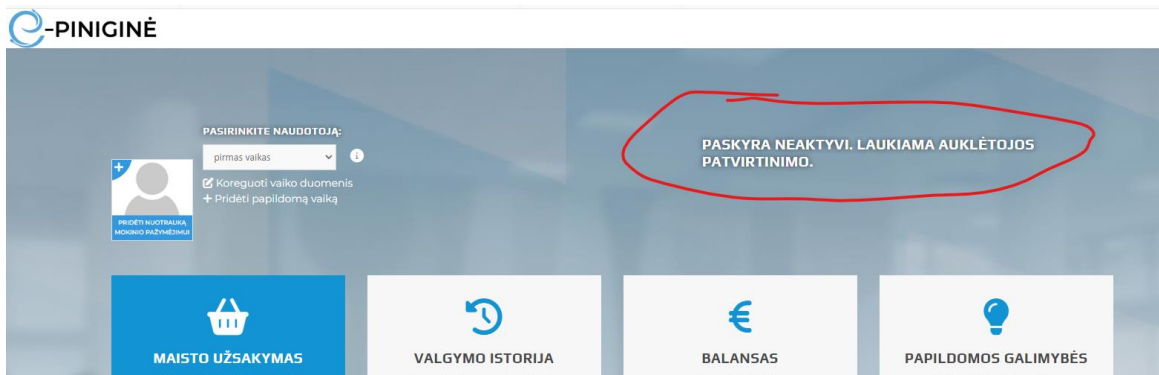 e-PINIGINĖ
PASIRINKITE NAUDOTOJĄ:
pirmas vaikas
i
Koreguoti vaiko duomenis
+ Pridėti papildomą vaiką
PRIDĖTI NUOTRAUKĄ
MOKINIO PAŽYMĖJIMUI
PASKYRA NEAKTYVI. LAUKIAMA AUKLĖTOJOS
PATVIRTINIMO.
MAISTO UŽSAKYMAS
VALGYMO ISTORIJA
BALANSAS
PAPILDOMOS GALIMYBĖS